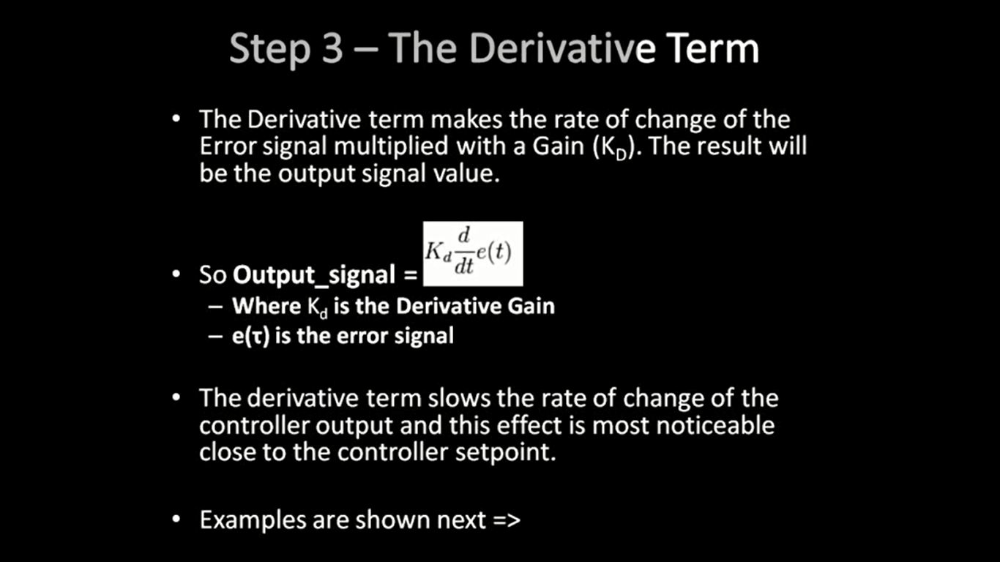 Step 3 – The Derivative Term
• The Derivative term makes the rate of change of the
Error signal multiplied with a Gain (K_D). The result will
be the output signal value.
• So Output_signal = K_d d/dt e(t)
– Where K_d is the Derivative Gain
– e(τ) is the error signal
• The derivative term slows the rate of change of the
controller output and this effect is most noticeable
close to the controller setpoint.
• Examples are shown next =>